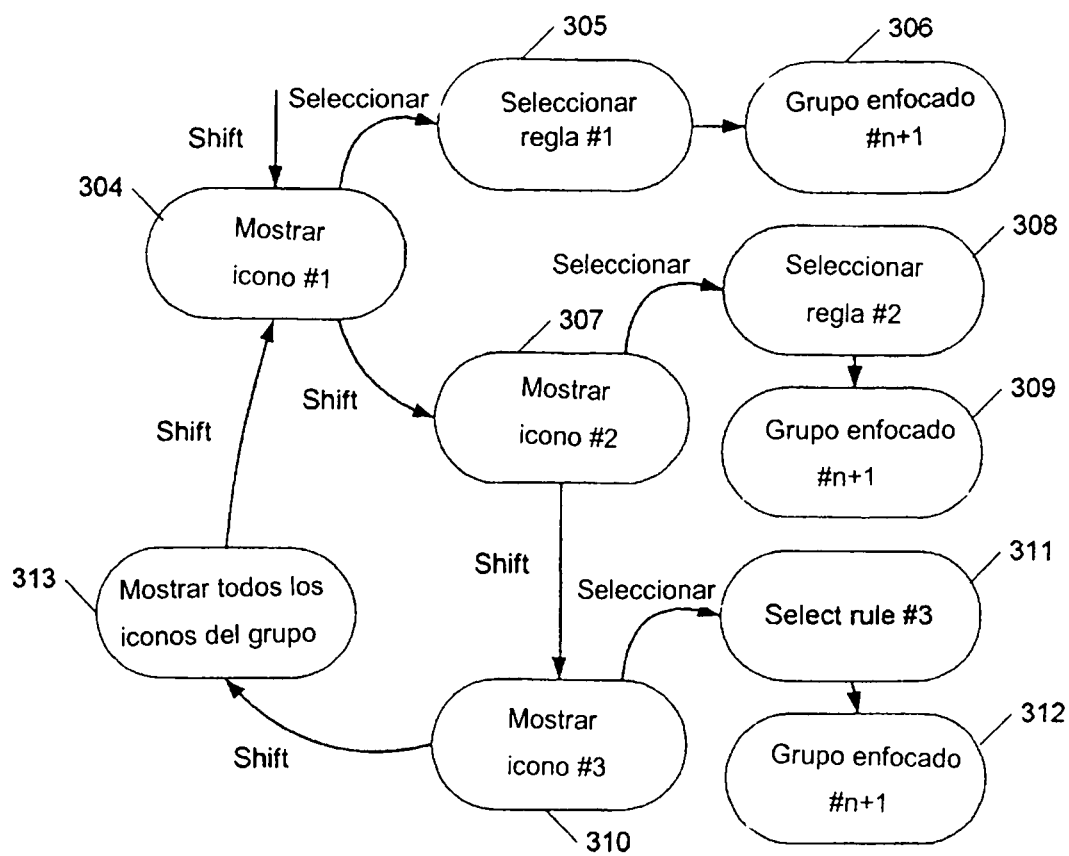 305
306
Seleccionar
Seleccionar
regla #1
Grupo enfocado
#n+1
Shift
304
Mostrar
icono #1
308
Seleccionar
Seleccionar
regla #2
307
Shift
Mostrar
icono #2
309
Grupo enfocado
#n+1
Shift
Shift
311
313
Mostrar todos los
iconos del grupo
Seleccionar
Select rule #3
312
Shift
Mostrar
icono #3
Grupo enfocado
#n+1
310